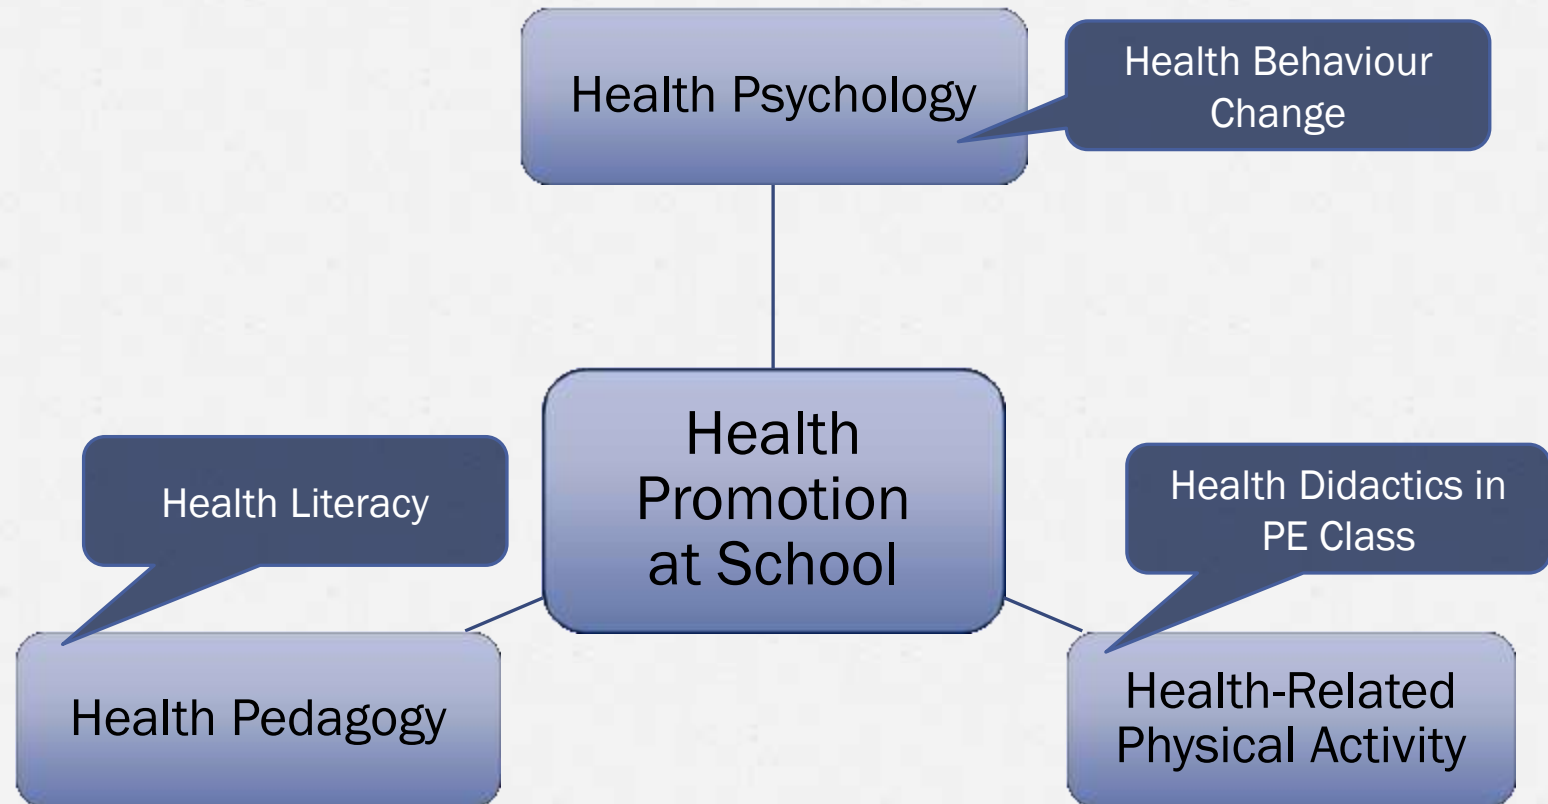 Health Psychology
Health Behaviour
Change
Health
Promotion
at School
Health Literacy
Health Didactics in
PE Class
Health Pedagogy
Health-Related
Physical Activity